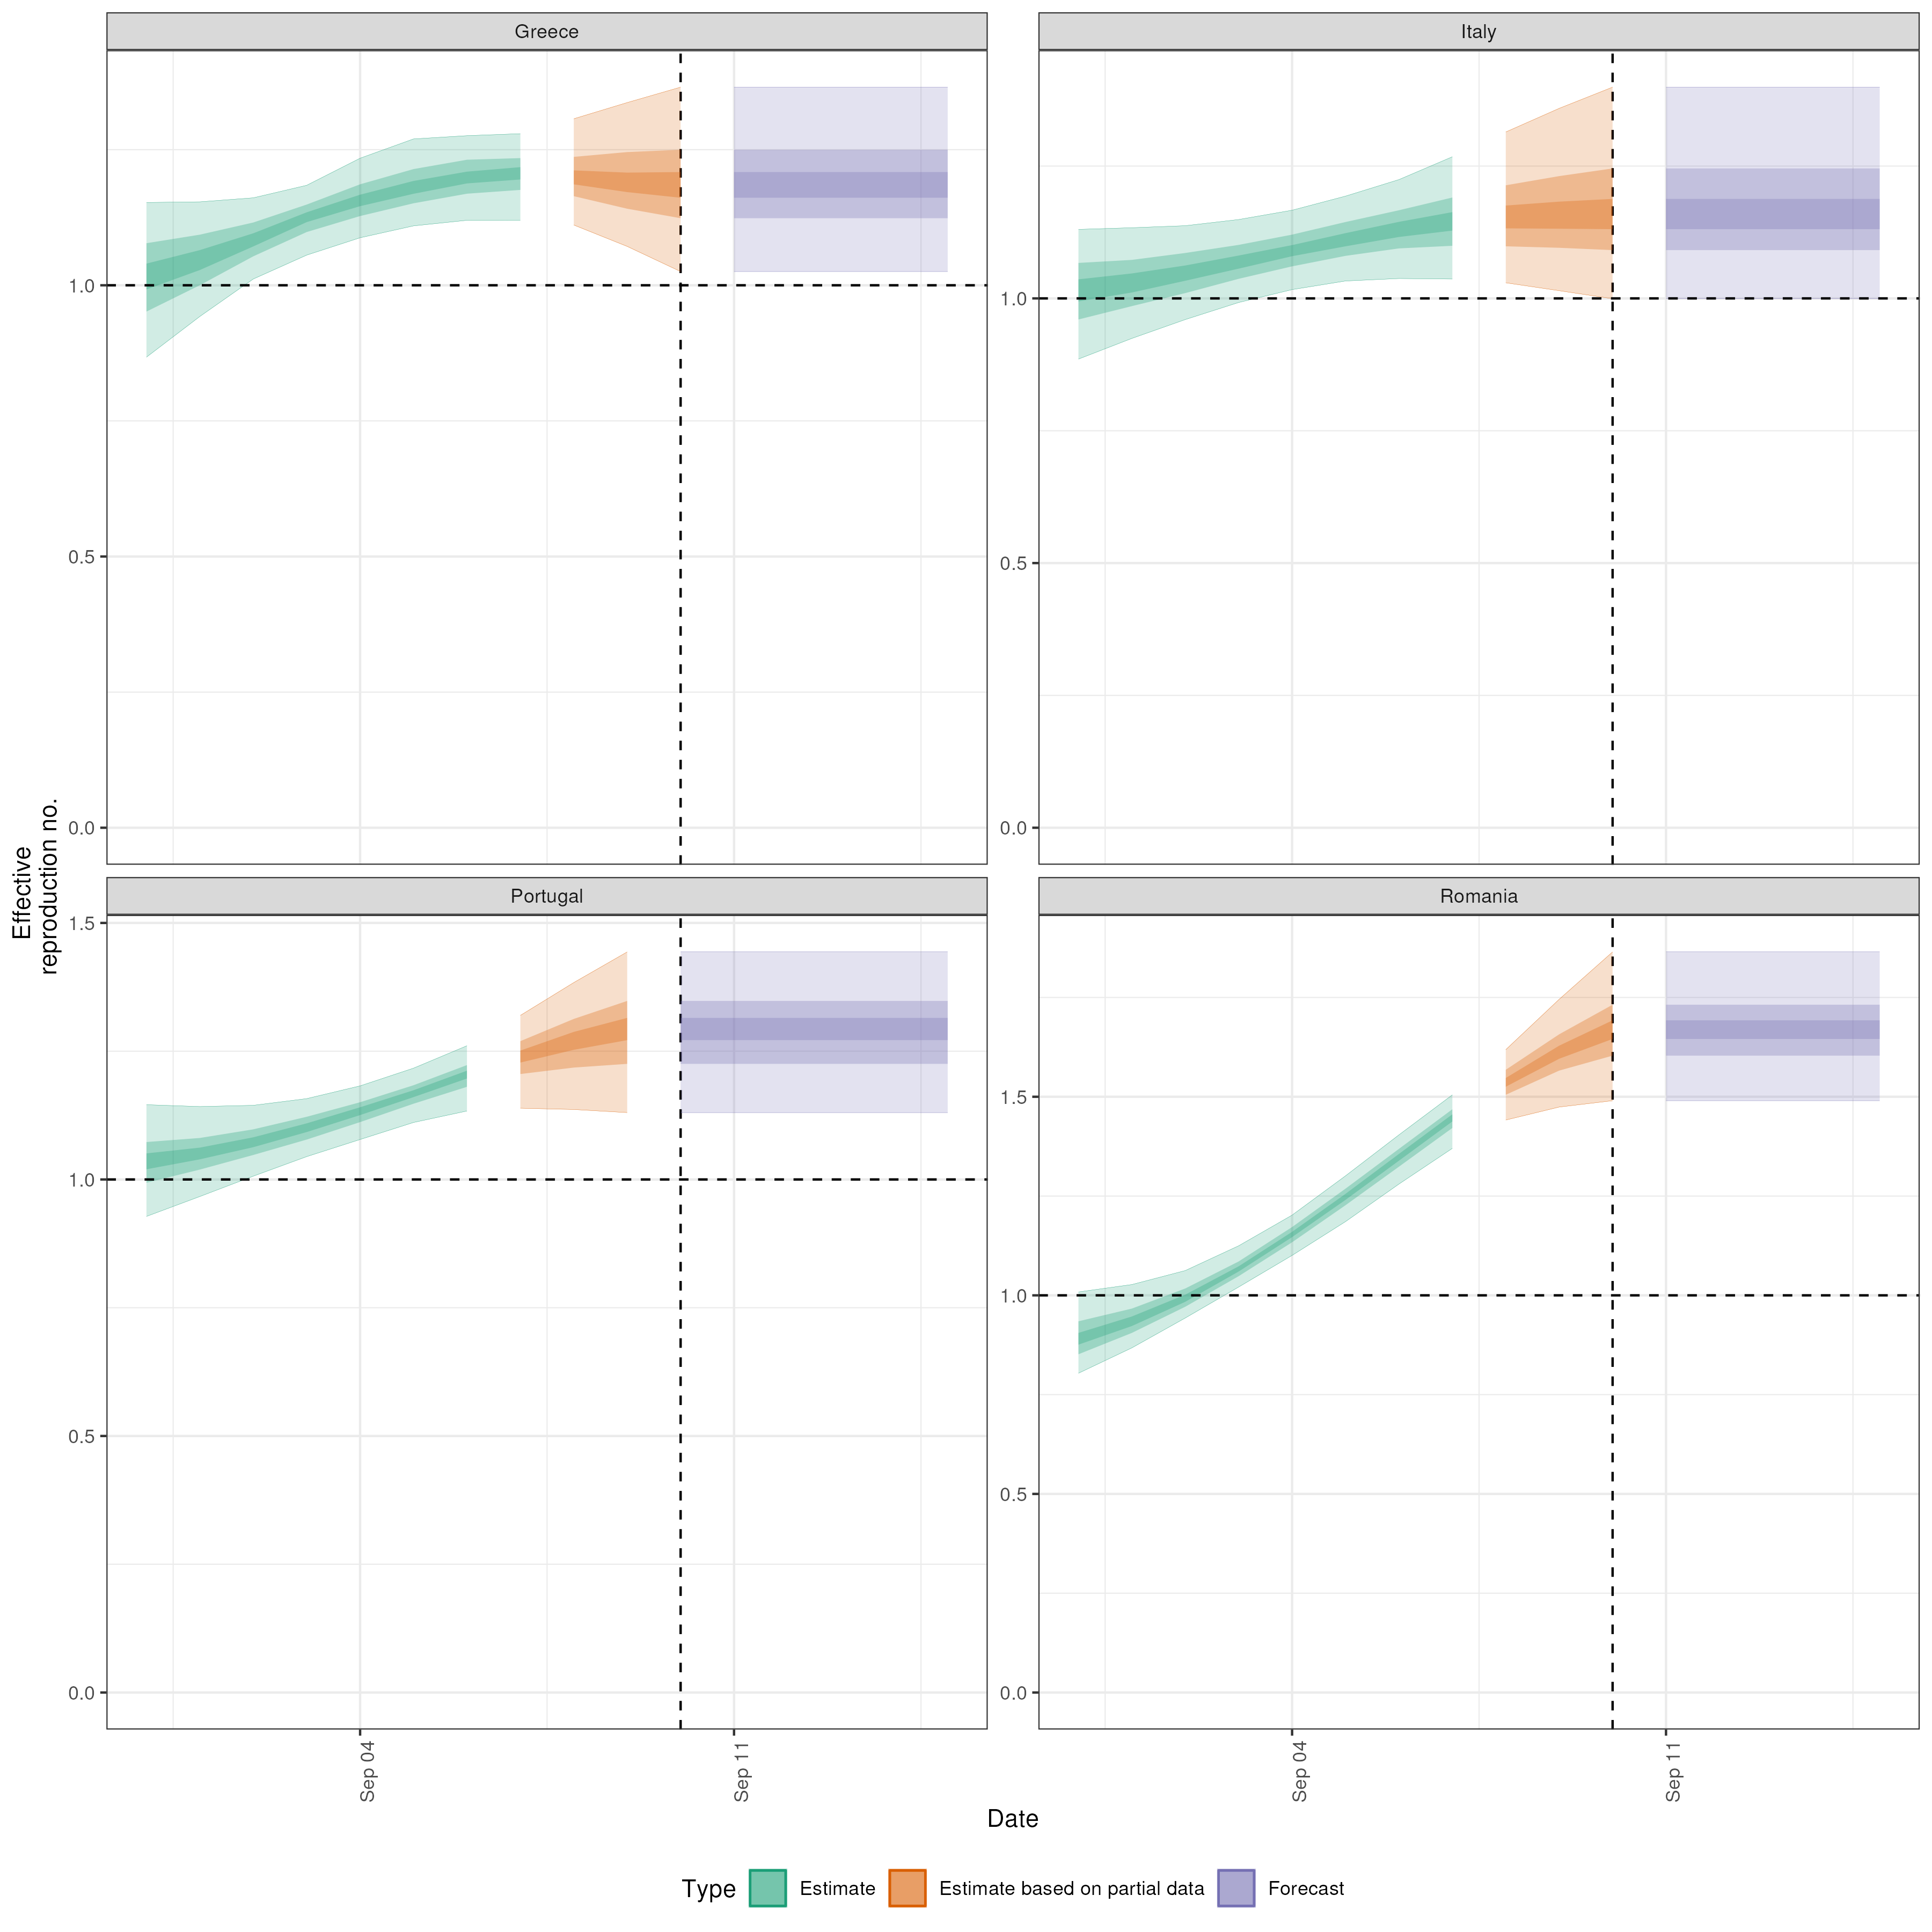 Greece
Italy
1.0
0.5
0.0
1.0
0.5
0.0
Effective
reproduction no.
Portugal
Romania
1.5
1.0
0.5
0.0
1.5
1.0
0.5
0.0
Sep 04
Sep 11
Sep 04
Sep 11
Date
Type
Estimate
Estimate based on partial data
Forecast